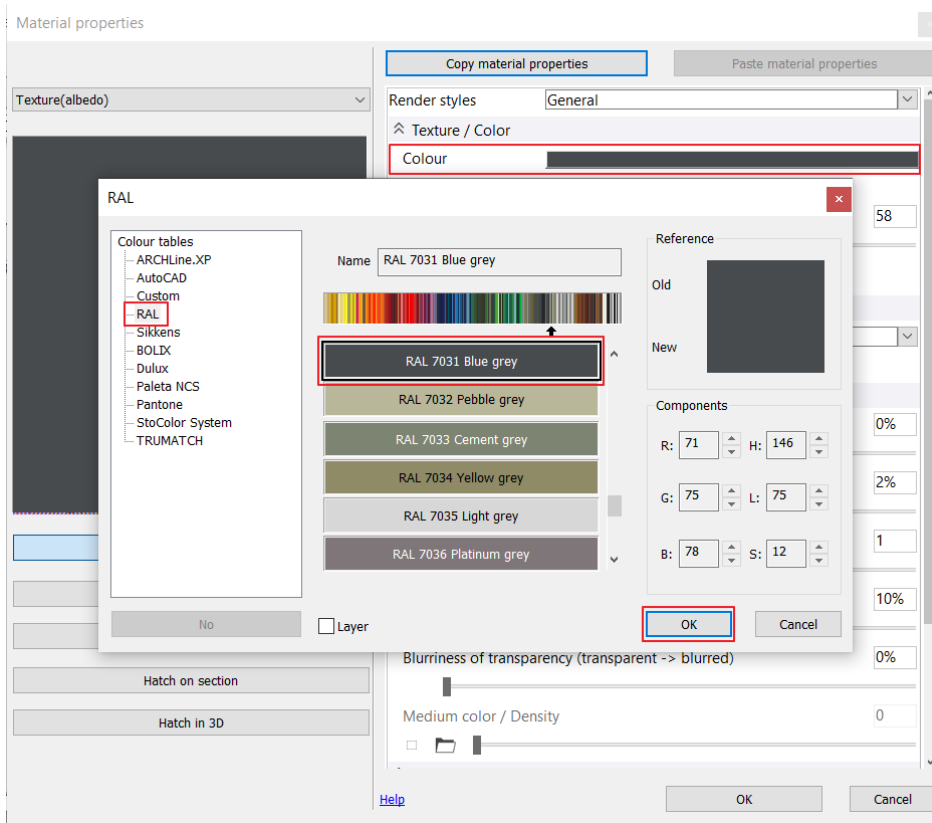 Material properties
Copy material properties
Paste material properties
Texture(albedo)
Render styles
General
Texture / Color
Colour
58
RAL
Colour tables
ARCHLine.XP
AutoCAD
Custom
RAL
Sikkens
BOLIX
Dulux
Paleta NCS
Pantone
StoColor System
TRUMATCH
Name
RAL 7031 Blue grey
RAL 7031 Blue grey
RAL 7032 Pebble grey
RAL 7033 Cement grey
RAL 7034 Yellow grey
RAL 7035 Light grey
RAL 7036 Platinum grey
Reference
Old
New
Components
R: 71 H: 146
G: 75 L: 75
B: 78 S: 12
No
Layer
OK
Cancel
0%
2%
1
10%
Blurriness of transparency (transparent -> blurred)
0%
Hatch on section
Hatch in 3D
Medium color / Density
0
Help
OK
Cancel